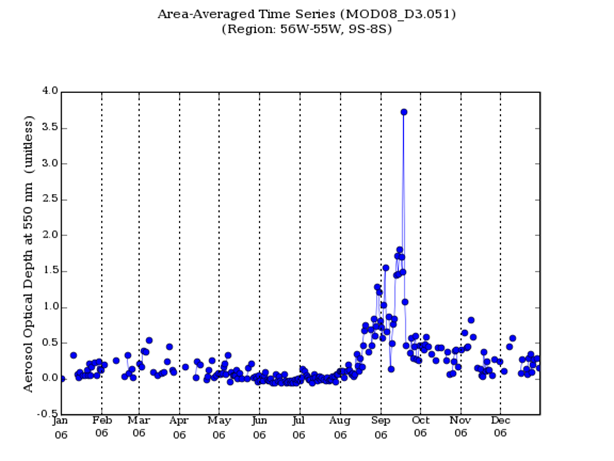 Area-Averaged Time Series (MOD08_D3.051)
(Region: 56W-55W, 9S-8S)
Aerosol Optical Depth at 550 nm (unitless)
4.0
3.5
3.0
2.5
2.0
1.5
1.0
0.5
0.0
-0.5
Jan Feb Mar Apr May Jun Jul Aug Sep Oct Nov Dec
06 06 06 06 06 06 06 06 06 06 06 06